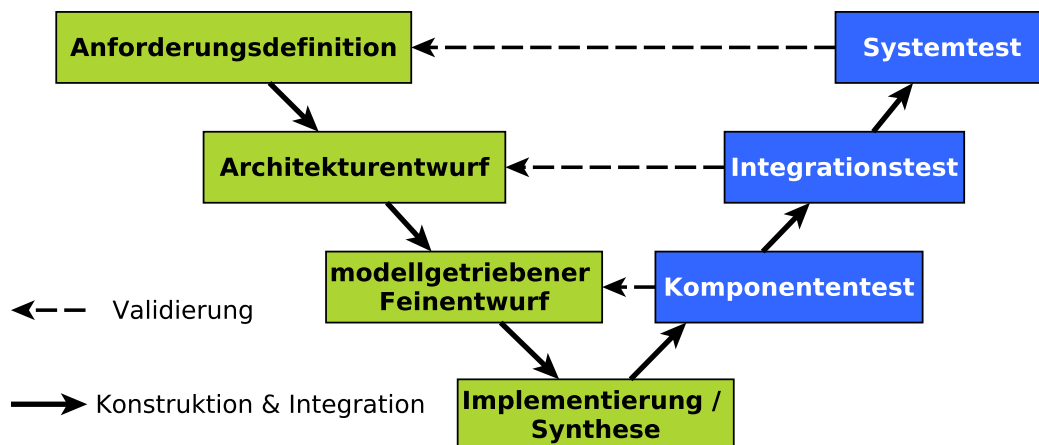 Anforderungsdefinition
Systemtest
Architekturentwurf
Integrationstest
modellgetriebener
Feinentwurf
Komponententest
Validierung
Implementierung /
Synthese
Konstruktion & Integration